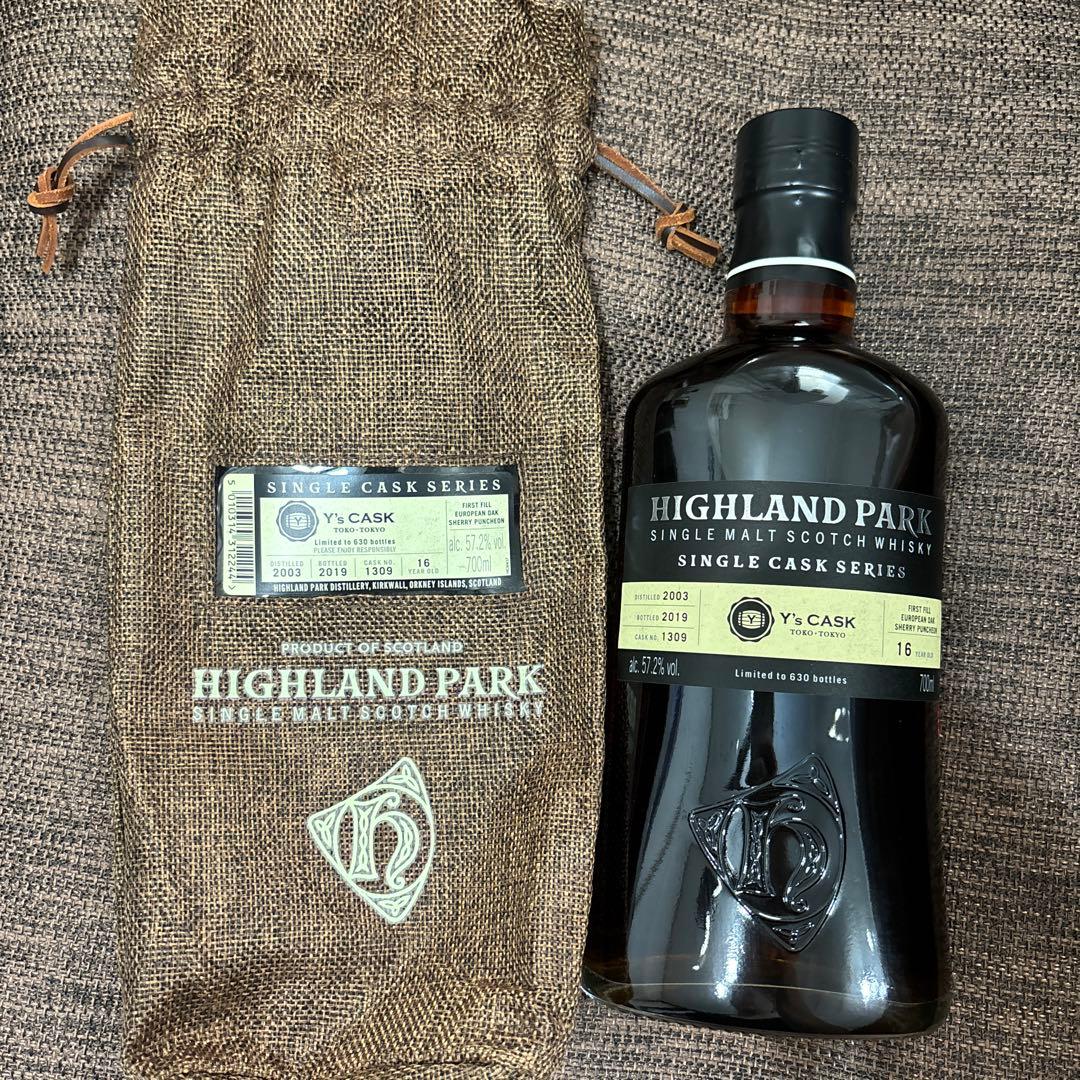 SINGLE CASK SERIES
5 010314 312244 >
Y
Y's CASK
TOKO・TOKYO
Limited to 630 bottles
PLEASE ENJOY RESPONSIBLY
FIRST FILL
EUROPEAN OAK
SHERRY PUNCHEON
alc. 57.2% vol.
700ml
DISTILLED
2003
BOTTLED
2019
CASK NO.
1309
16
YEAR OLD
HIGHLAND PARK DISTILLERY, KIRKWALL, ORKNEY ISLANDS, SCOTLAND
PRODUCT OF SCOTLAND
HIGHLAND PARK
SINGLE MALT SCOTCH WHISKY
H
HIGHLAND PARK
SINGLE MALT SCOTCH WHISKY
SINGLE CASK SERIES
DISTILLED 2003
BOTTLED 2019
CASK NO. 1309
Y
Y's CASK
TOKO・TOKYO
FIRST FILL
EUROPEAN OAK
SHERRY PUNCHEON
16 YEAR OLD
alc. 57.2% vol.
Limited to 630 bottles
700ml
H